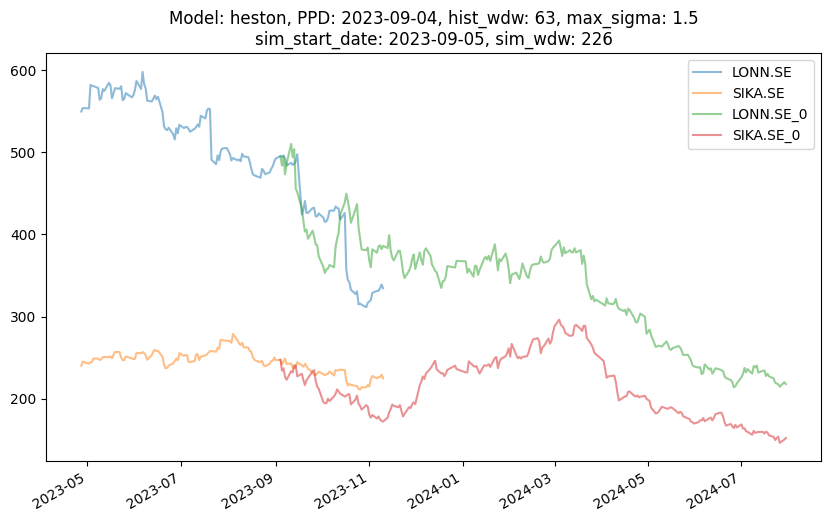 Model: heston, PPD: 2023-09-04, hist_wdw: 63, max_sigma: 1.5
sim_start_date: 2023-09-05, sim_wdw: 226
LONN.SE
SIKA.SE
LONN.SE_0
SIKA.SE_0
600
500
400
300
200
2023-05
2023-07
2023-09
2023-11
2024-01
2024-03
2024-05
2024-07